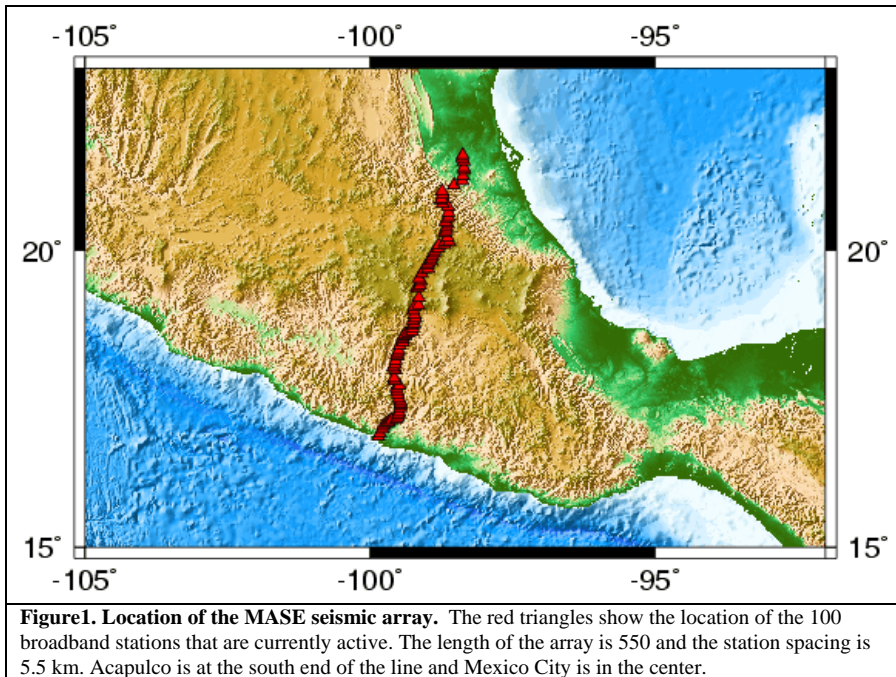 -105° -100° -95°
20° 20°
15° 15°
-105° -100° -95°
Figure1. Location of the MASE seismic array. The red triangles show the location of the 100
broadband stations that are currently active. The length of the array is 550 and the station spacing is
5.5 km. Acapulco is at the south end of the line and Mexico City is in the center.